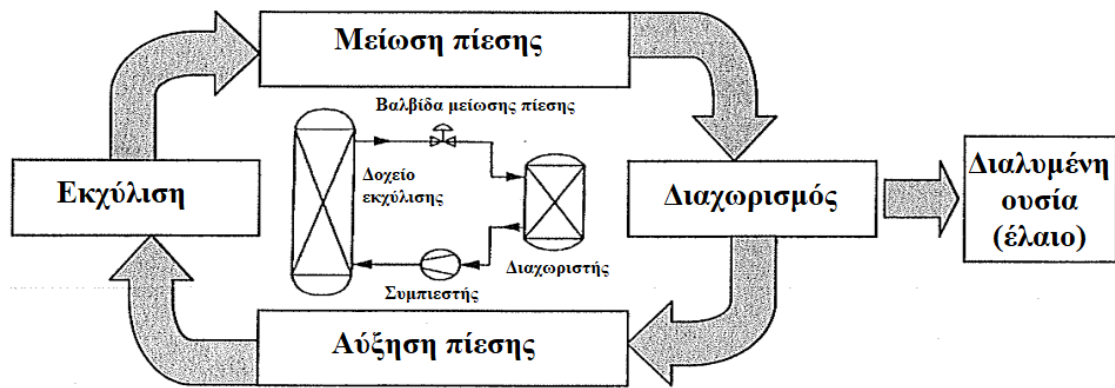 Μείωση πίεσης
Βαλβίδα μείωσης πίεσης
Εκχύλιση
Δοχείο
εκχύλισης
Διαχωρισμός
Διαλυμένη
ουσία
(έλαιο)
Διαχωριστής
Συμπιεστής
Αύξηση πίεσης